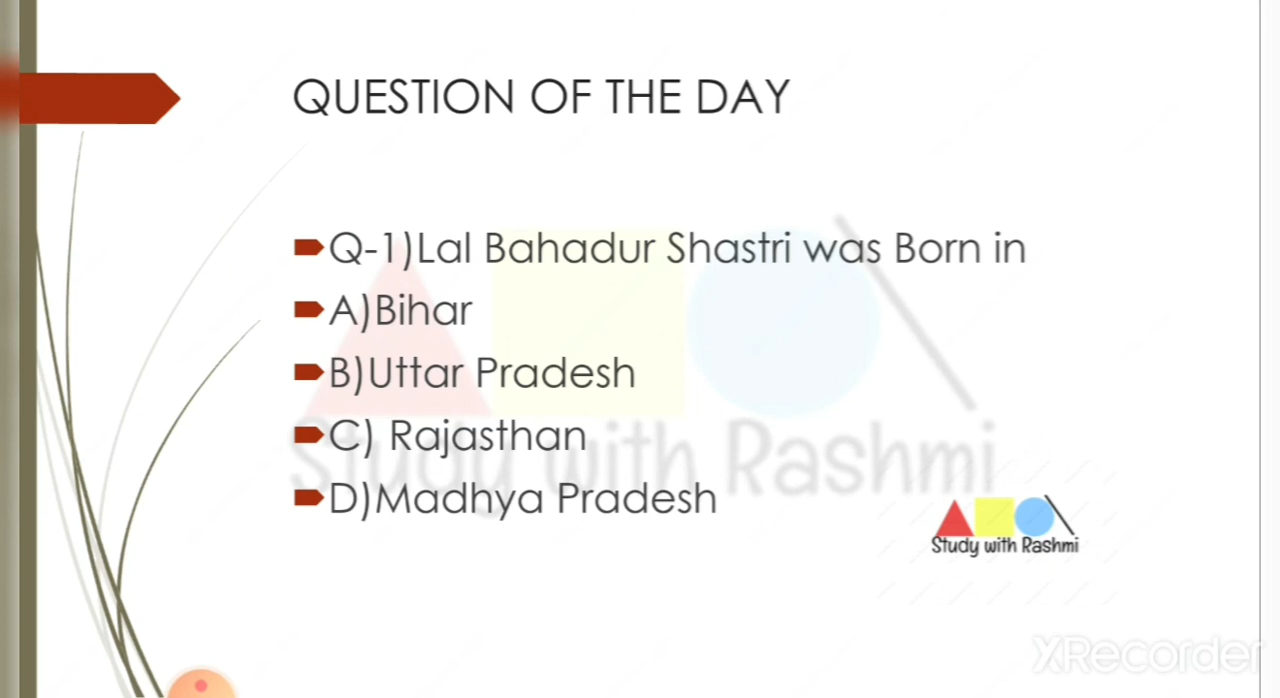 QUESTION OF THE DAY
Q-1)Lal Bahadur Shastri was Born in
A)Bihar
B)Uttar Pradesh
C) Rajasthan
D)Madhya Pradesh
Study with Rashmi
Study with Rashmi
XRecorder